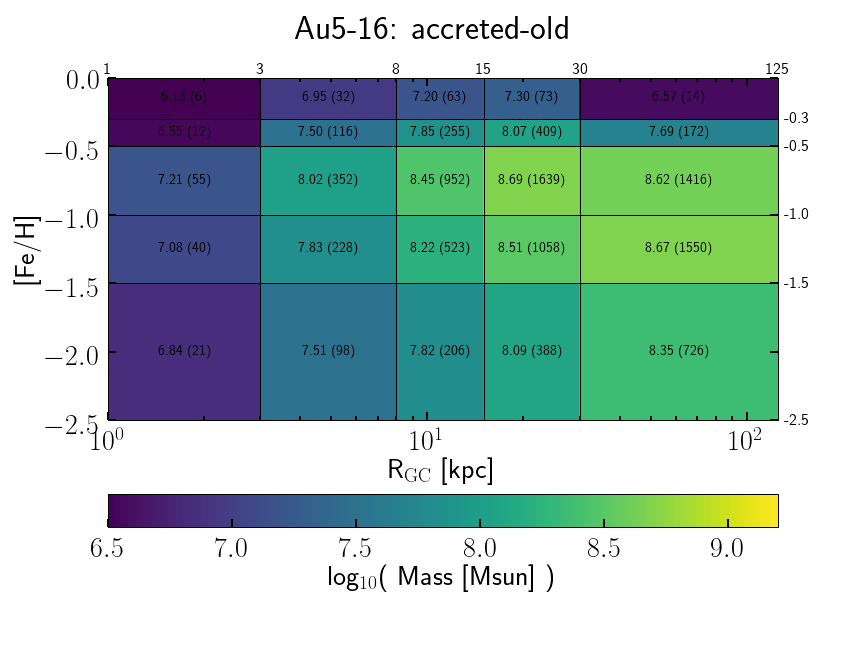 Au5-16: accreted-old
1 3 8 15 30 125
0.0
6.13 (6) 6.95 (32) 7.20 (63) 7.30 (73) 6.57 (14)
-0.3
6.55 (12) 7.50 (116) 7.85 (255) 8.07 (409) 7.69 (172)
−0.5 -0.5
7.21 (55) 8.02 (352) 8.45 (952) 8.69 (1639) 8.62 (1416)
−1.0 -1.0
[Fe/H]
7.08 (40) 7.83 (228) 8.22 (523) 8.51 (1058) 8.67 (1550)
−1.5 -1.5
6.84 (21) 7.51 (98) 7.82 (206) 8.09 (388) 8.35 (726)
−2.0
−2.5 -2.5
10⁰ 10¹ 10²
R_GC [kpc]
6.5 7.0 7.5 8.0 8.5 9.0
log₁₀( Mass [Msun] )